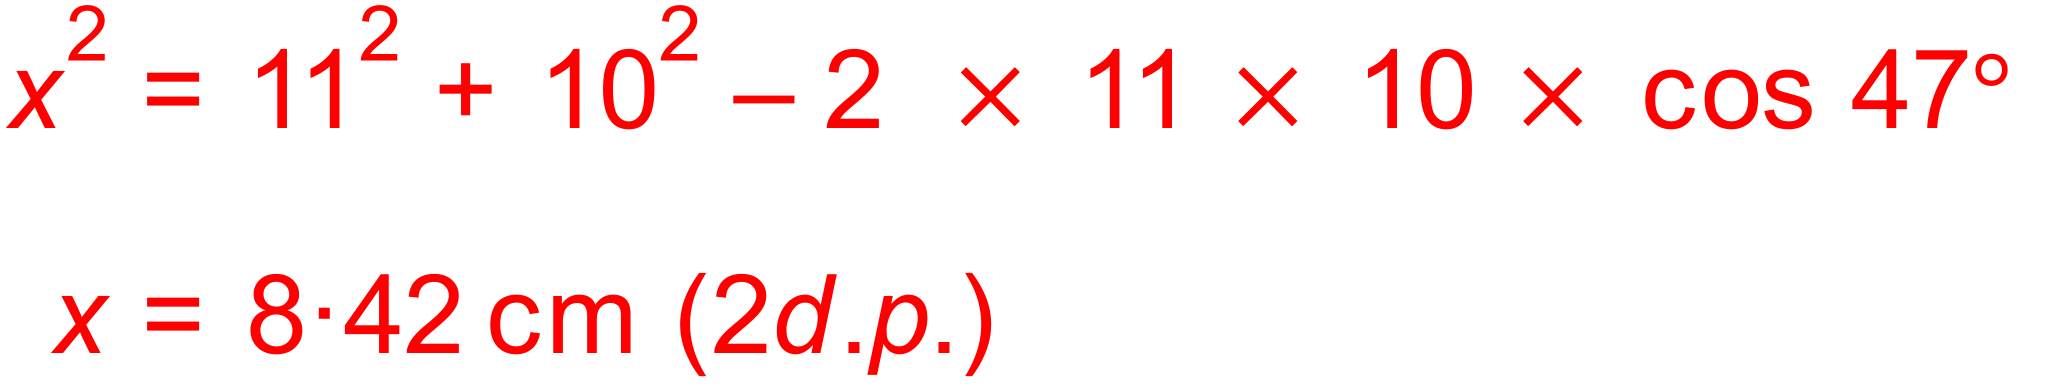 x² = 11² + 10² – 2 × 11 × 10 × cos 47°
x = 8·42 cm (2d.p.)